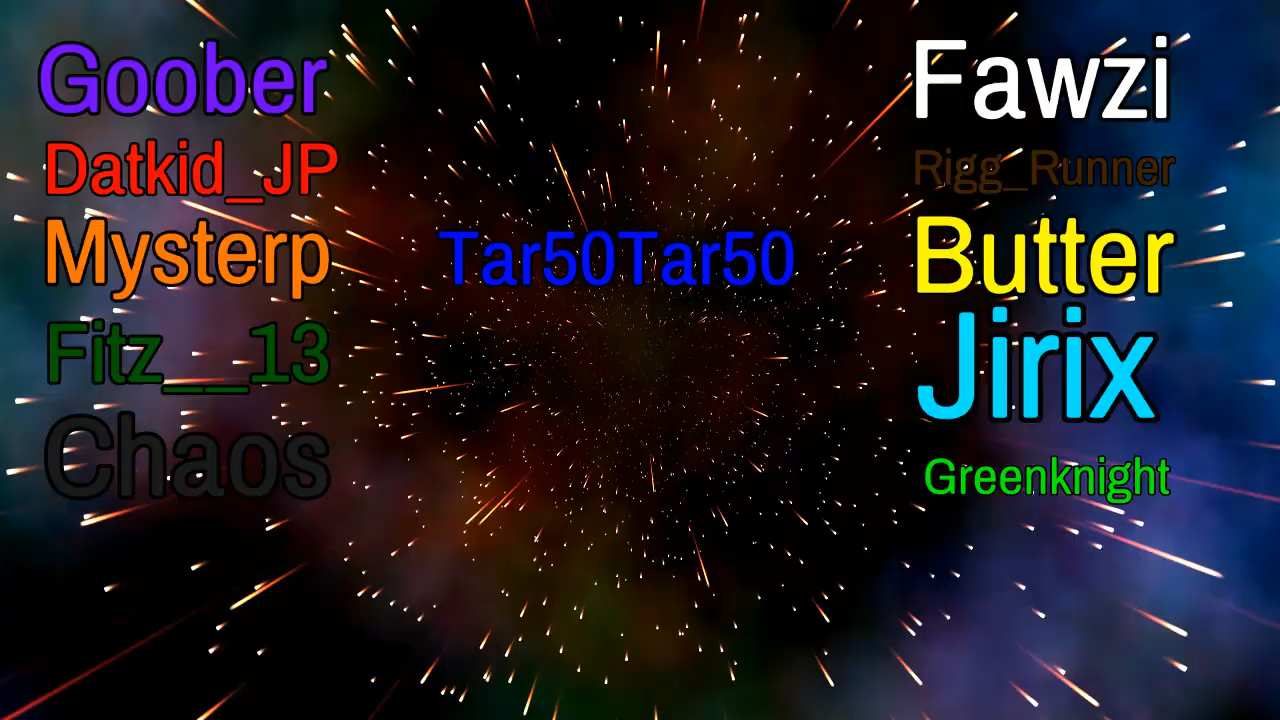 Goober
Datkid_JP
Mysterp
Fitz__13
Chaos
Tar50Tar50
Fawzi
Rigg_Runner
Butter
Jirix
Greenknight